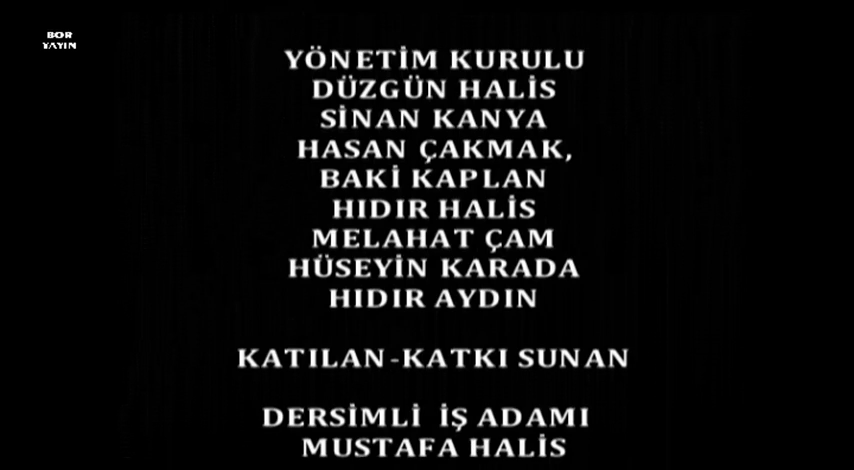 BOR
YAYIN
YÖNETİM KURULU
DÜZGÜN HALİS
SİNAN KANYA
HASAN ÇAKMAK,
BAKİ KAPLAN
HIDIR HALİS
MELAHAT ÇAM
HÜSEYİN KARADA
HIDIR AYDIN
KATILAN-KATKI SUNAN
DERSİMLİ İŞ ADAMI
MUSTAFA HALİS